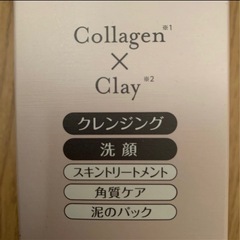 Collagen※1
×
Clay※2
クレンジング
洗顔
スキントリートメント
角質ケア
泥のパック